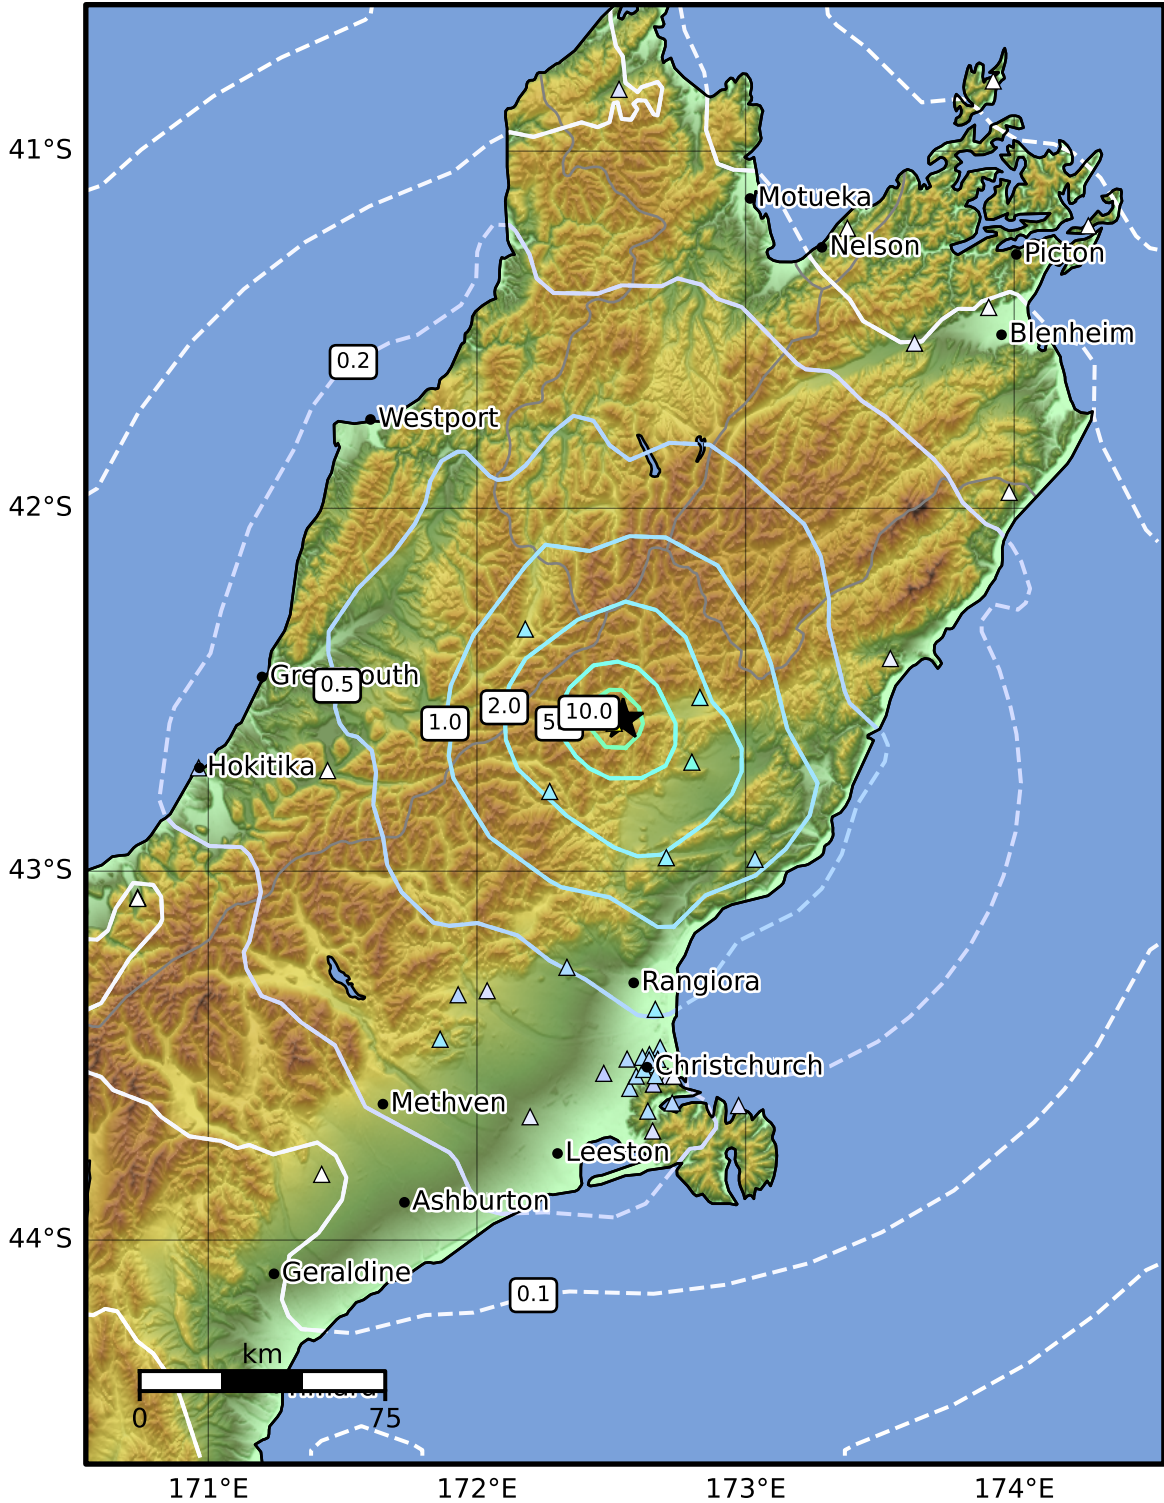 41°S
Motueka
Nelson
Picton
Blenheim
0.2
Westport
42°S
Greymouth
0.5
2.0
10.0
1.0
Hokitika
43°S
Rangiora
Christchurch
Methven
Leeston
Ashburton
44°S
Geraldine
0.1
km
0
75
171°E
172°E
173°E
174°E